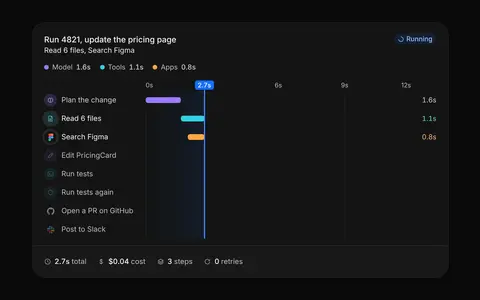 Run 4821, update the pricing page
Read 6 files, Search Figma
Running
Model 1.6s Tools 1.1s Apps 0.8s
0s 2.7s 6s 9s 12s
Plan the change 1.6s
Read 6 files 1.1s
Search Figma 0.8s
Edit PricingCard
Run tests
Run tests again
Open a PR on GitHub
Post to Slack
2.7s total $ $0.04 cost 3 steps 0 retries